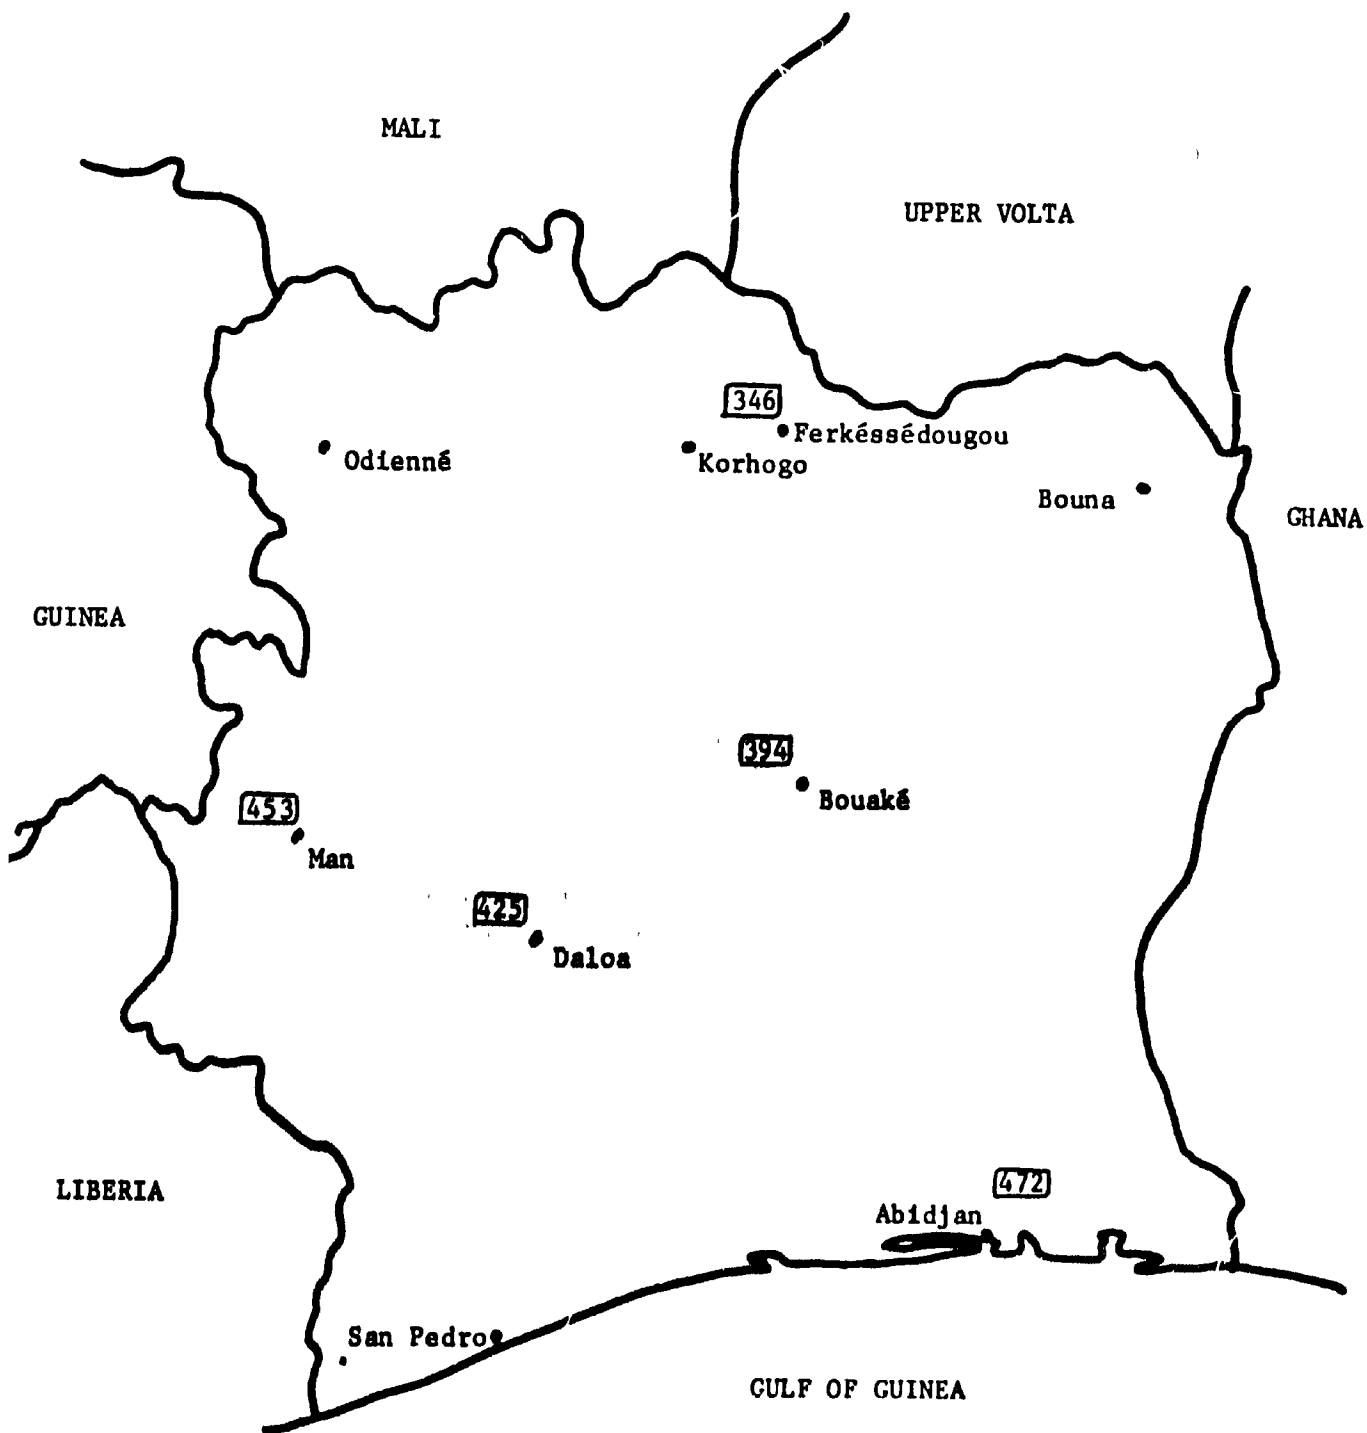 MALI
UPPER VOLTA
346
Ferkéssédougou
Odienné
Korhogo
Bouna
GHANA
GUINEA
394
Bouaké
453
Man
425
Daloa
LIBERIA
472
Abidjan
San Pedro
GULF OF GUINEA